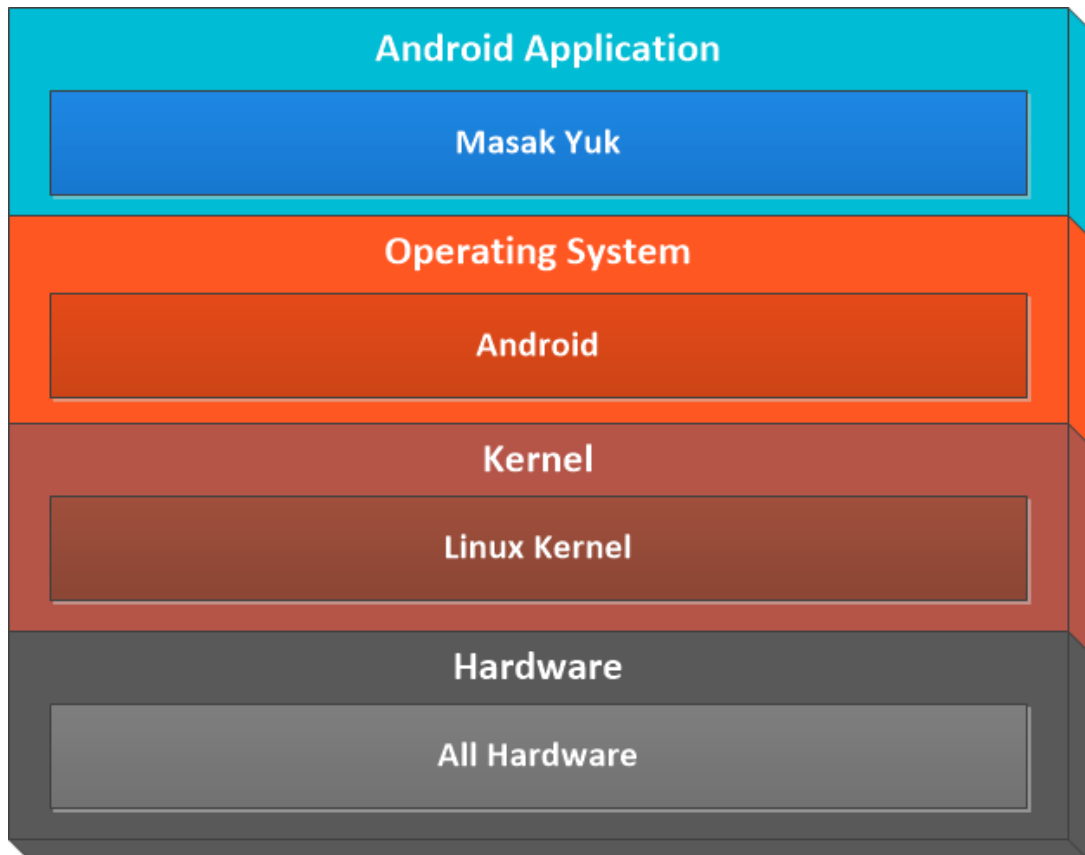 Android Application
Masak Yuk
Operating System
Android
Kernel
Linux Kernel
Hardware
All Hardware